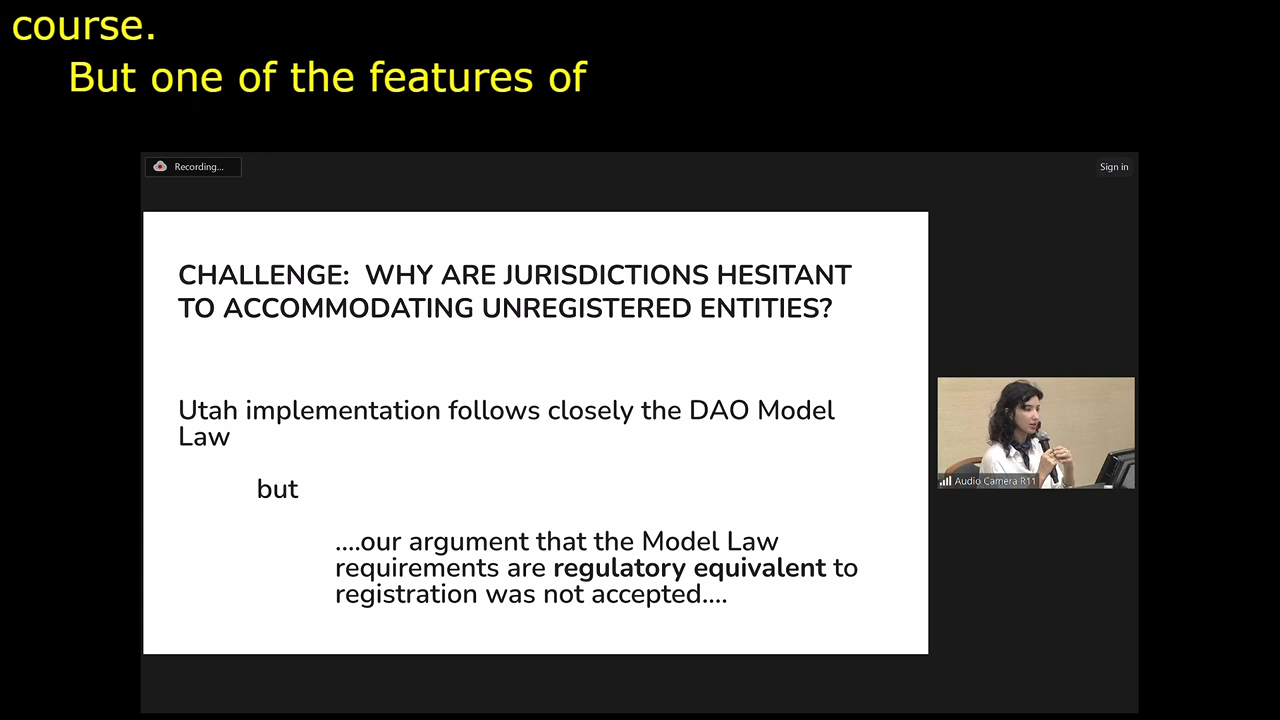 course.
But one of the features of
Recording...
Sign in
CHALLENGE: WHY ARE JURISDICTIONS HESITANT
TO ACCOMMODATING UNREGISTERED ENTITIES?
Utah implementation follows closely the DAO Model
Law
but
....our argument that the Model Law
requirements are regulatory equivalent to
registration was not accepted....
Audio Camera R11